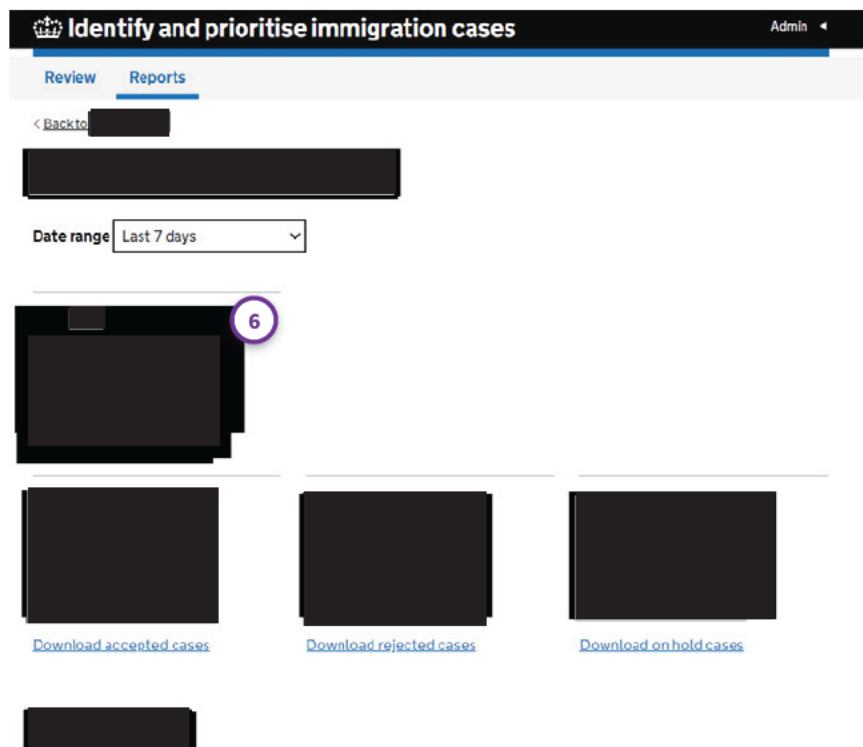 Identify and prioritise immigration cases
Admin
Review Reports
< Back to
Date range Last 7 days
6
Download accepted cases Download rejected cases Download on hold cases